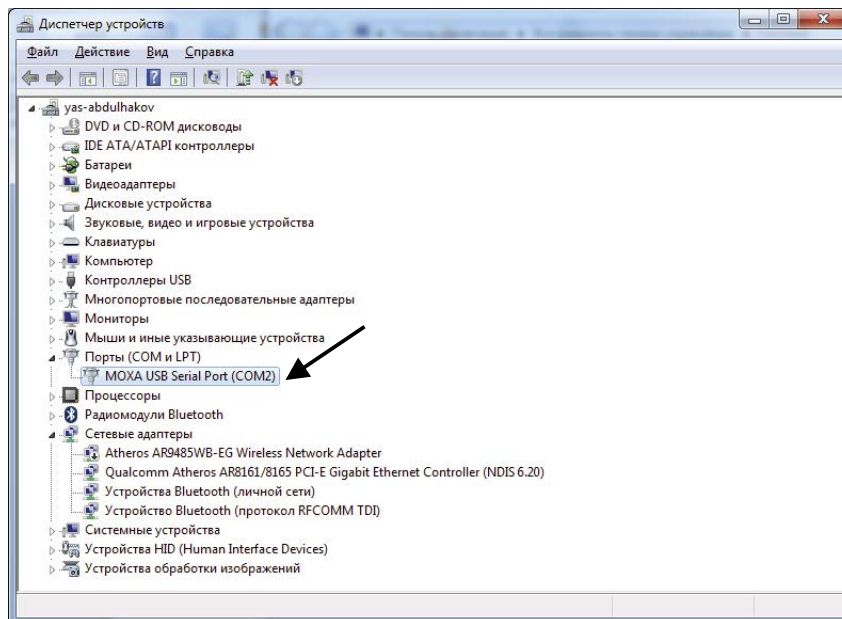 Диспетчер устройств
Файл Действие Вид Справка
yas-abdulhakov
DVD и CD-ROM дисководы
IDE ATA/ATAPI контроллеры
Батареи
Видеоадаптеры
Дисковые устройства
Звуковые, видео и игровые устройства
Клавиатуры
Компьютер
Контроллеры USB
Многопортовые последовательные адаптеры
Мониторы
Мыши и иные указывающие устройства
Порты (COM и LPT)
MOXA USB Serial Port (COM2)
Процессоры
Радиомодули Bluetooth
Сетевые адаптеры
Atheros AR9485WB-EG Wireless Network Adapter
Qualcomm Atheros AR8161/8165 PCI-E Gigabit Ethernet Controller (NDIS 6.20)
Устройства Bluetooth (личной сети)
Устройство Bluetooth (протокол RFCOMM TDI)
Системные устройства
Устройства HID (Human Interface Devices)
Устройства обработки изображений